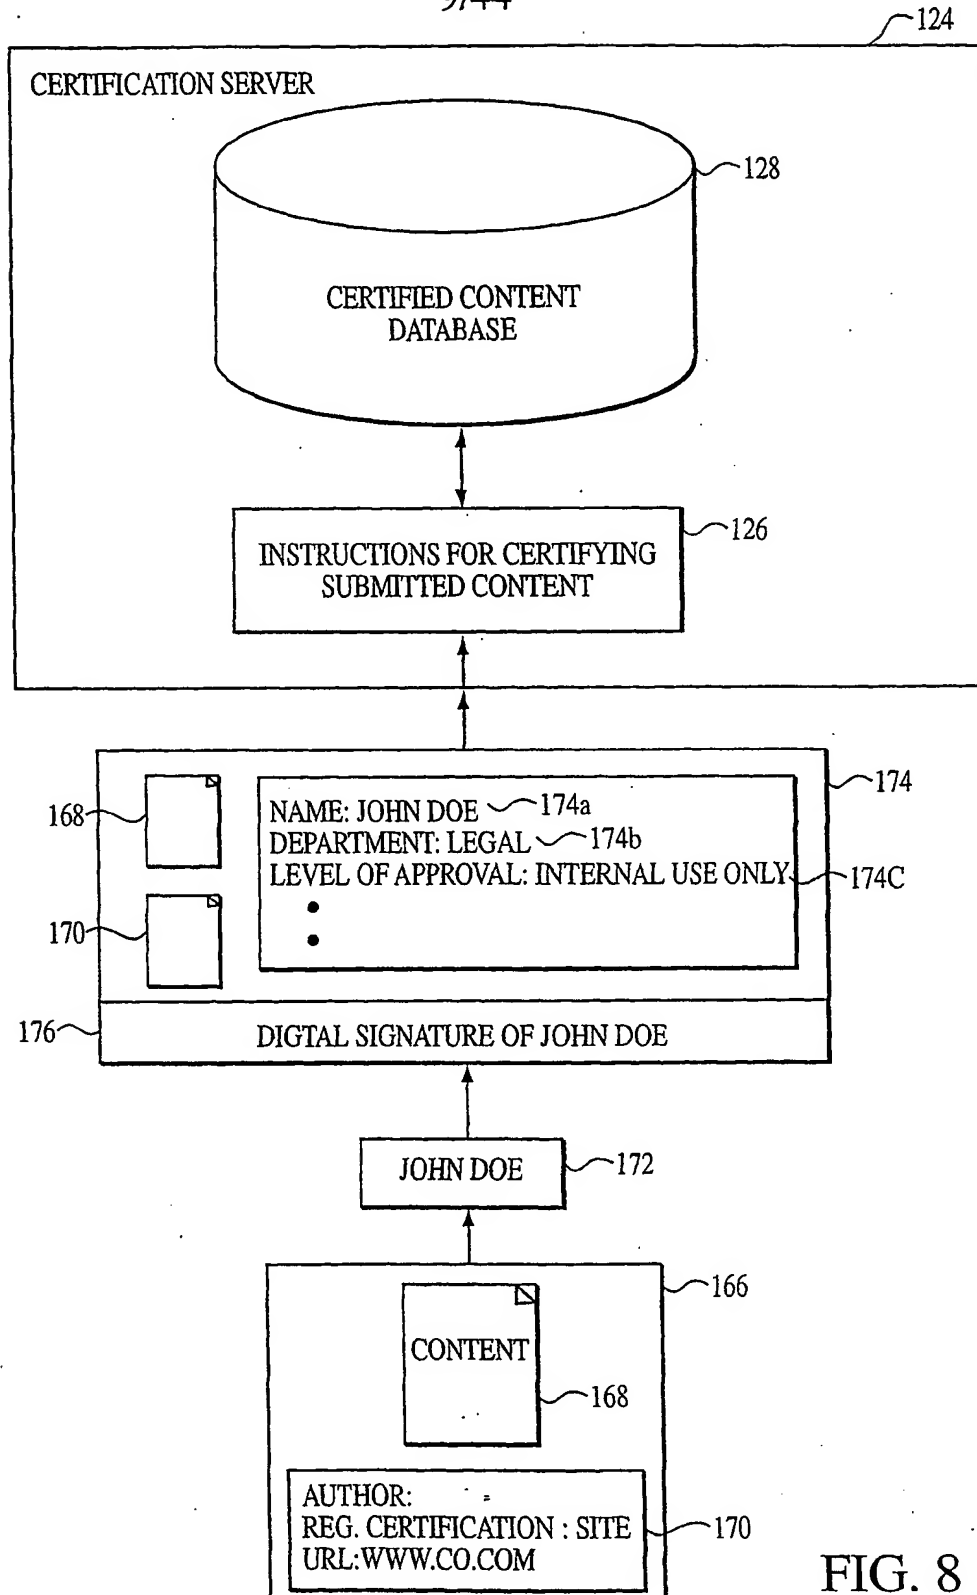 9/44
124
CERTIFICATION SERVER
128
CERTIFIED CONTENT
DATABASE
126
INSTRUCTIONS FOR CERTIFYING
SUBMITTED CONTENT
174
168
NAME: JOHN DOE 174a
DEPARTMENT: LEGAL 174b
LEVEL OF APPROVAL: INTERNAL USE ONLY 174C
170
176
DIGTAL SIGNATURE OF JOHN DOE
JOHN DOE 172
166
CONTENT
168
AUTHOR:
REG. CERTIFICATION : SITE
170
URL:WWW.CO.COM
FIG. 8